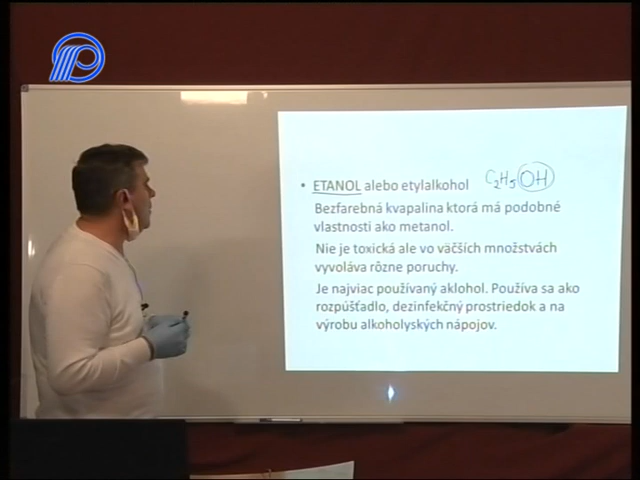 P
• ETANOL alebo etylalkohol C₂H₅OH
Bezfarebná kvapalina ktorá má podobné
vlastnosti ako metanol.
Nie je toxická ale vo väčších množstvách
vyvoláva rôzne poruchy.
Je najviac používaný aklohol. Používa sa ako
rozpúšťadlo, dezinfekčný prostriedok a na
výrobu alkoholyských nápojov.